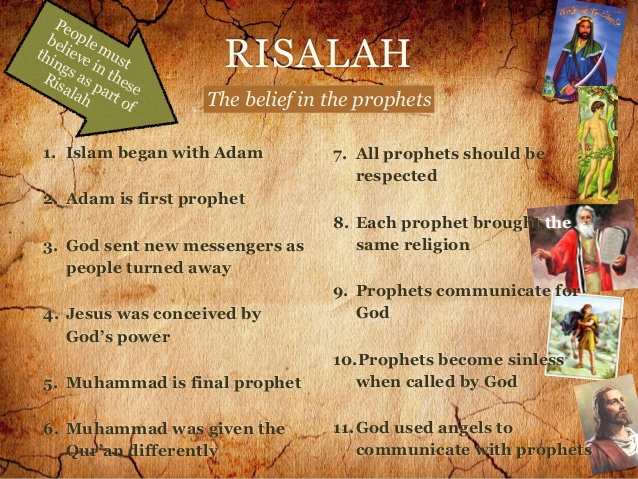 People must
believe in these
things as part of
Risalah
RISALAH
The belief in the prophets
1. Islam began with Adam
2. Adam is first prophet
3. God sent new messengers as
people turned away
4. Jesus was conceived by
God's power
5. Muhammad is final prophet
6. Muhammad was given the
Qur'an differently
7. All prophets should be
respected
8. Each prophet brought the
same religion
9. Prophets communicate for
God
10.Prophets become sinless
when called by God
11.God used angels to
communicate with prophets